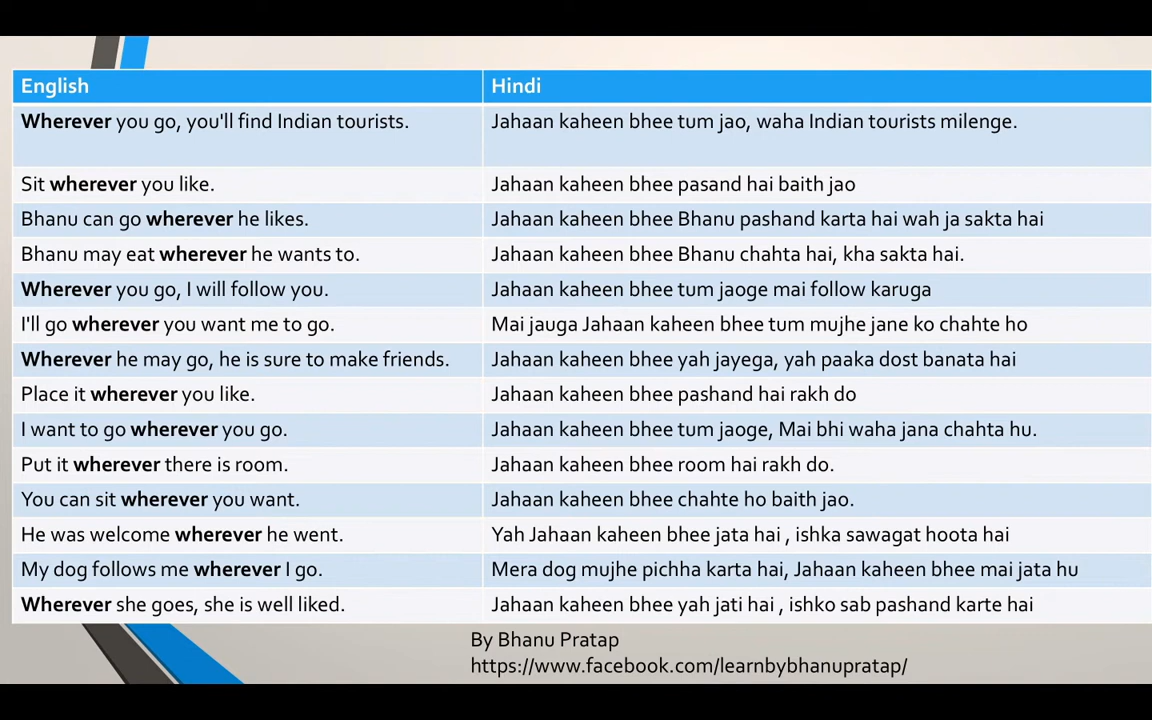 English Hindi
Wherever you go, you'll find Indian tourists. Jahaan kaheen bhee tum jao, waha Indian tourists milenge.
Sit wherever you like. Jahaan kaheen bhee pasand hai baith jao
Bhanu can go wherever he likes. Jahaan kaheen bhee Bhanu pashand karta hai wah ja sakta hai
Bhanu may eat wherever he wants to. Jahaan kaheen bhee Bhanu chahta hai, kha sakta hai.
Wherever you go, I will follow you. Jahaan kaheen bhee tum jaoge mai follow karuga
I'll go wherever you want me to go. Mai jauga Jahaan kaheen bhee tum mujhe jane ko chahte ho
Wherever he may go, he is sure to make friends. Jahaan kaheen bhee yah jayega, yah paaka dost banata hai
Place it wherever you like. Jahaan kaheen bhee pashand hai rakh do
I want to go wherever you go. Jahaan kaheen bhee tum jaoge, Mai bhi waha jana chahta hu.
Put it wherever there is room. Jahaan kaheen bhee room hai rakh do.
You can sit wherever you want. Jahaan kaheen bhee chahte ho baith jao.
He was welcome wherever he went. Yah Jahaan kaheen bhee jata hai , ishka sawagat hoota hai
My dog follows me wherever I go. Mera dog mujhe pichha karta hai, Jahaan kaheen bhee mai jata hu
Wherever she goes, she is well liked. Jahaan kaheen bhee yah jati hai , ishko sab pashand karte hai
By Bhanu Pratap
https://www.facebook.com/learnbybhanupratap/